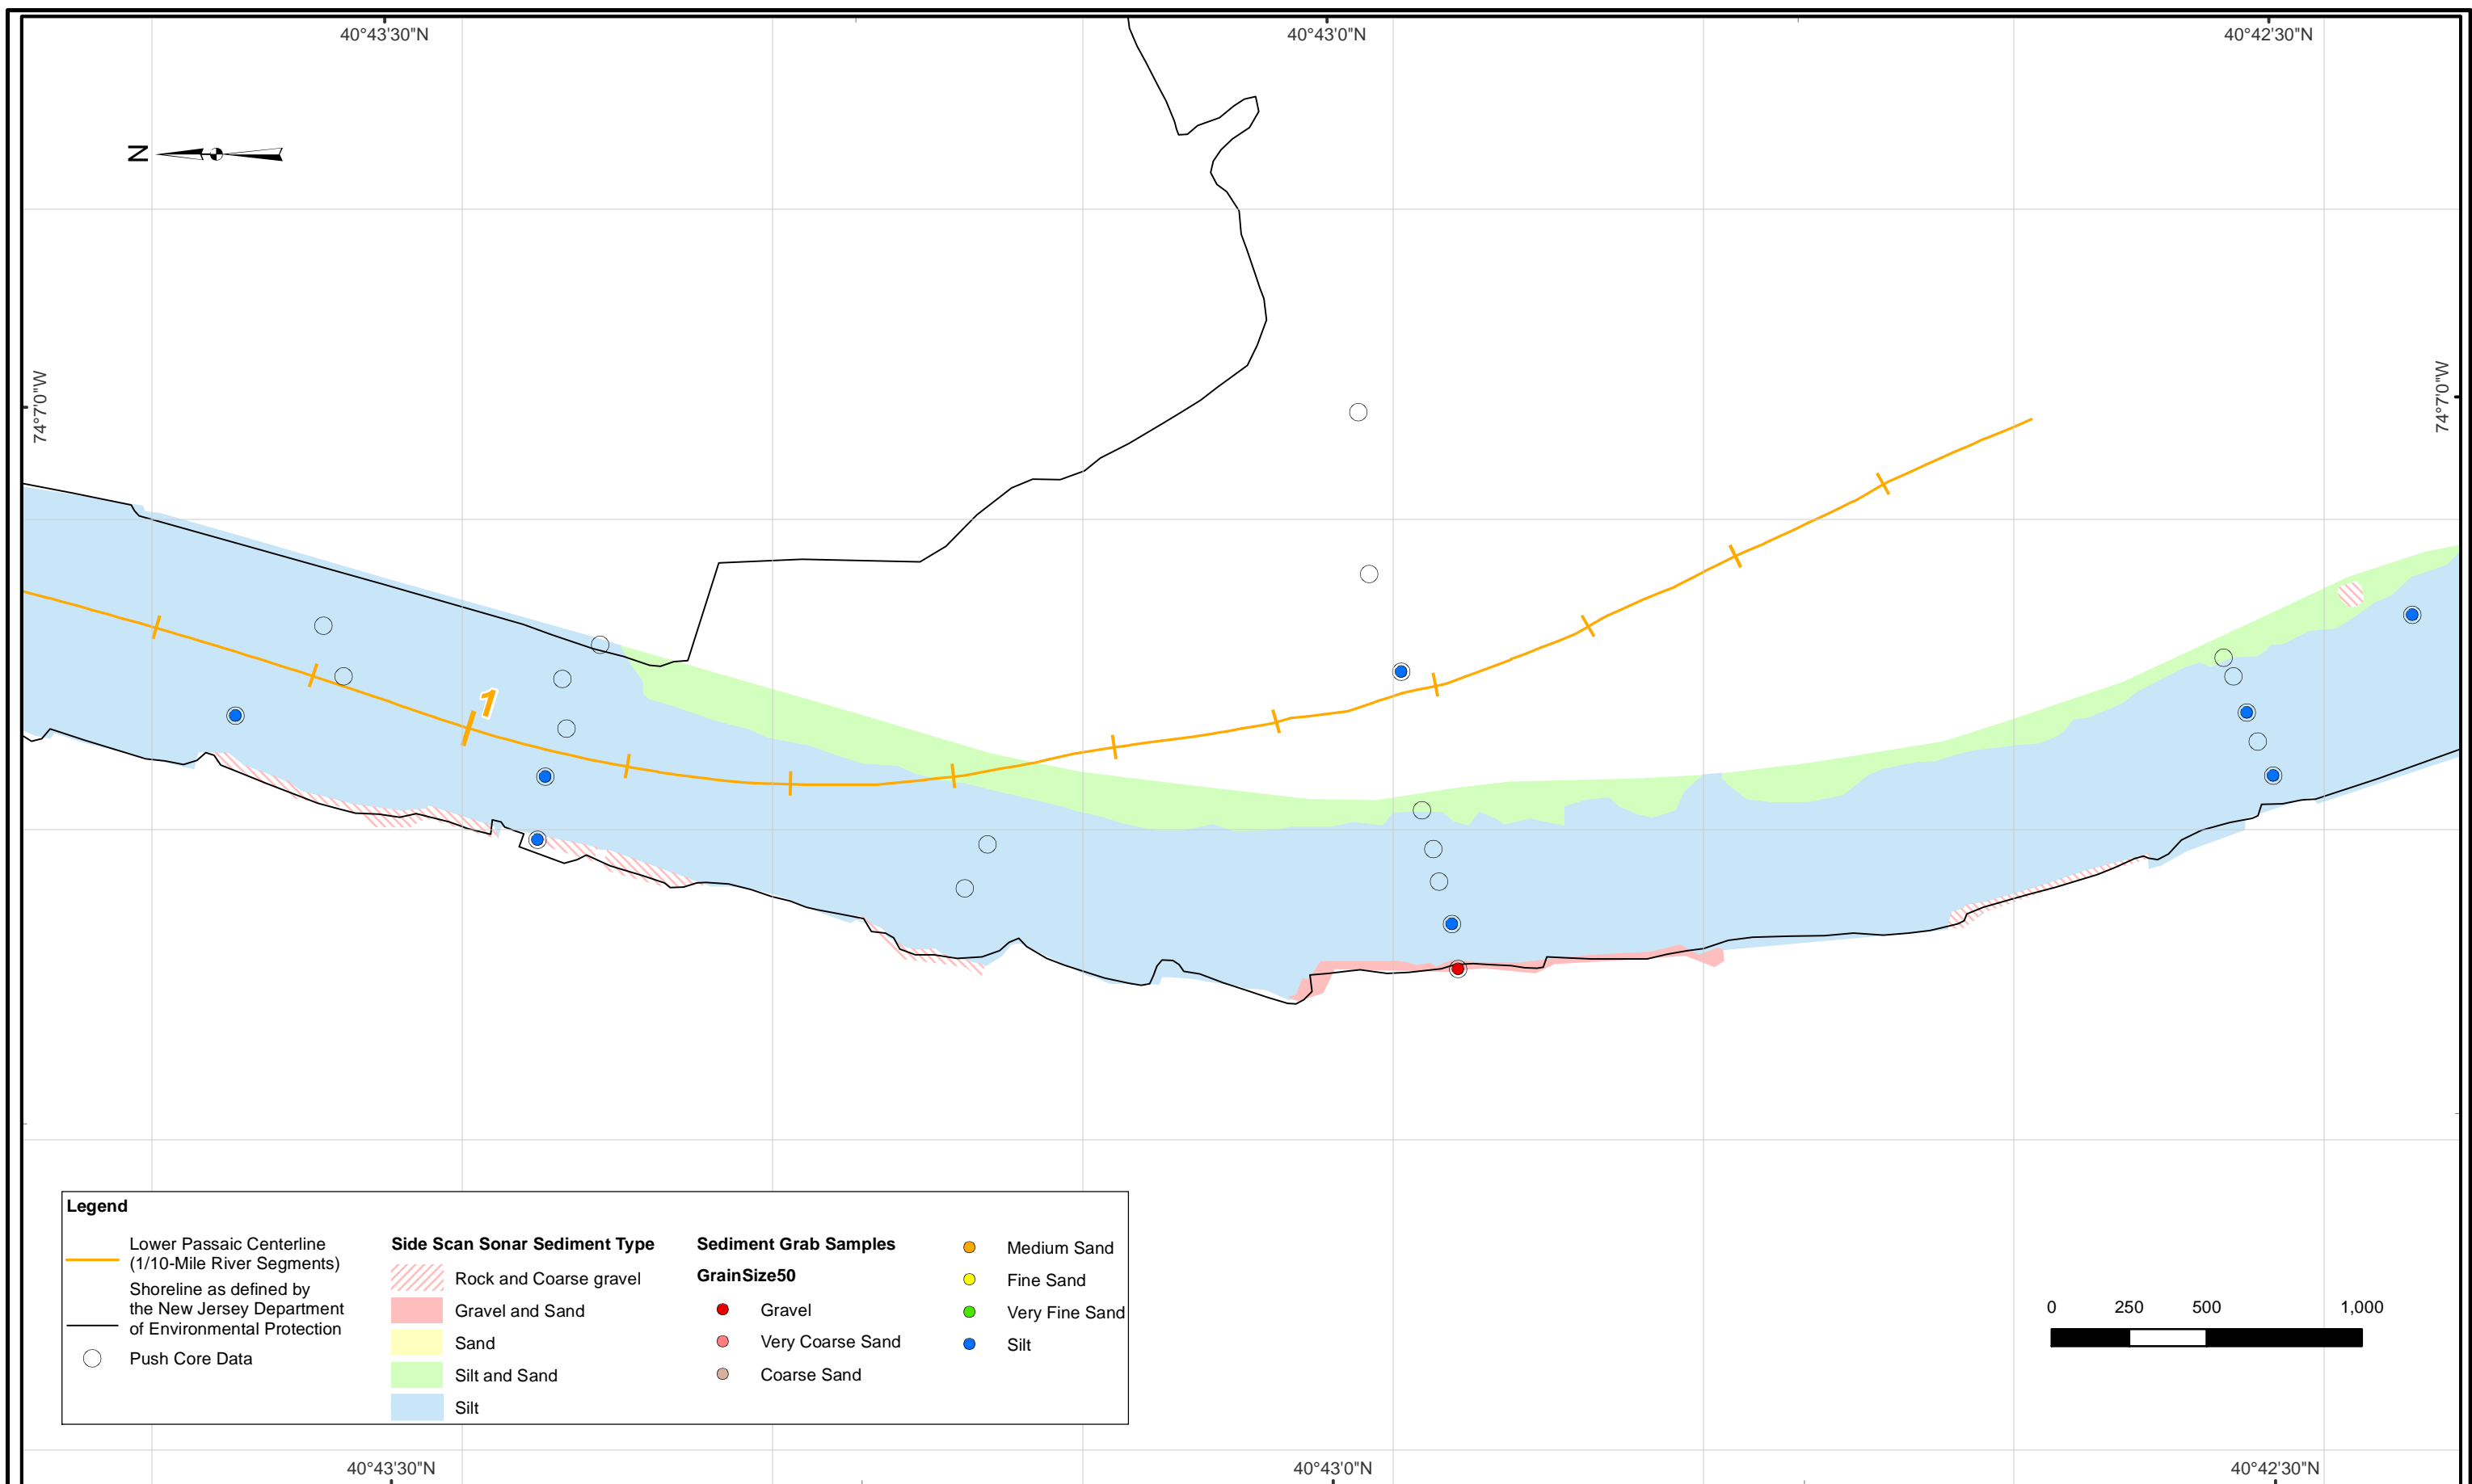 40°43'30"N
40°43'0"N
40°42'30"N
N
74°7'0"W
74°7'0"W
1
Legend
Lower Passaic Centerline
(1/10-Mile River Segments)
Shoreline as defined by
the New Jersey Department
of Environmental Protection
Push Core Data
Side Scan Sonar Sediment Type
Rock and Coarse gravel
Gravel and Sand
Sand
Silt and Sand
Silt
Sediment Grab Samples
GrainSize50
Gravel
Very Coarse Sand
Coarse Sand
Medium Sand
Fine Sand
Very Fine Sand
Silt
0 250 500 1,000
40°43'30"N
40°43'0"N
40°42'30"N